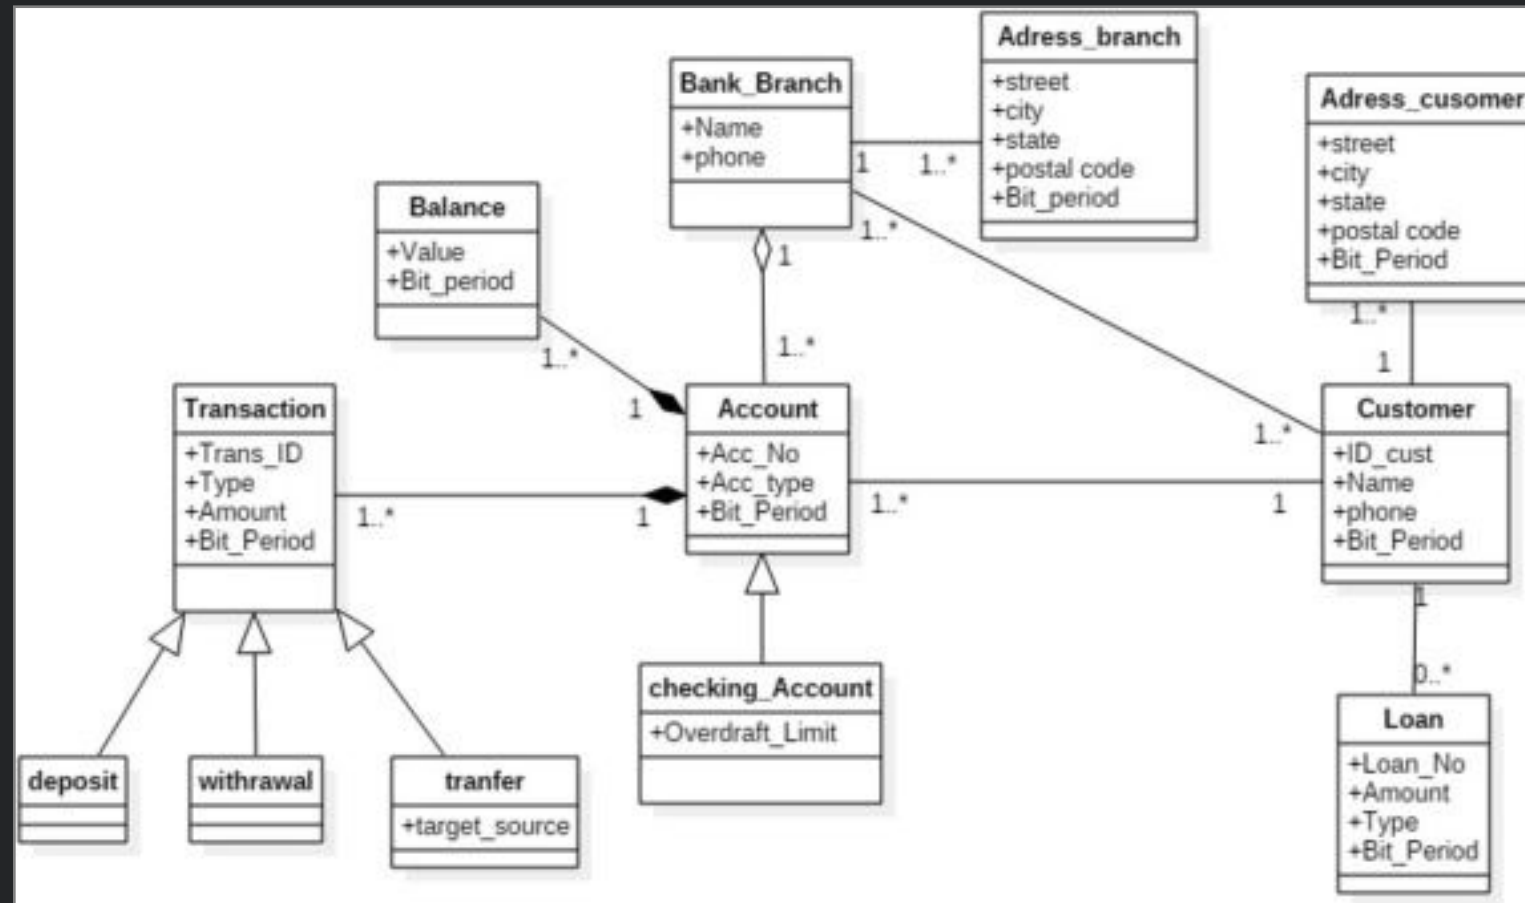 Adress_branch
+street
+city
+state
+postal code
+Bit_period
Bank_Branch
+Name
+phone
1
1..*
Adress_cusomer
+street
+city
+state
+postal code
+Bit_Period
Balance
+Value
+Bit_period
1..*
1
1..*
1..*
1
1..*
1
1..*
Transaction
+Trans_ID
+Type
+Amount
+Bit_Period
1..*
1
Account
+Acc_No
+Acc_type
+Bit_Period
1..*
1
Customer
+ID_cust
+Name
+phone
+Bit_Period
1
0..*
checking_Account
+Overdraft_Limit
Loan
+Loan_No
+Amount
+Type
+Bit_Period
deposit
withrawal
tranfer
+target_source